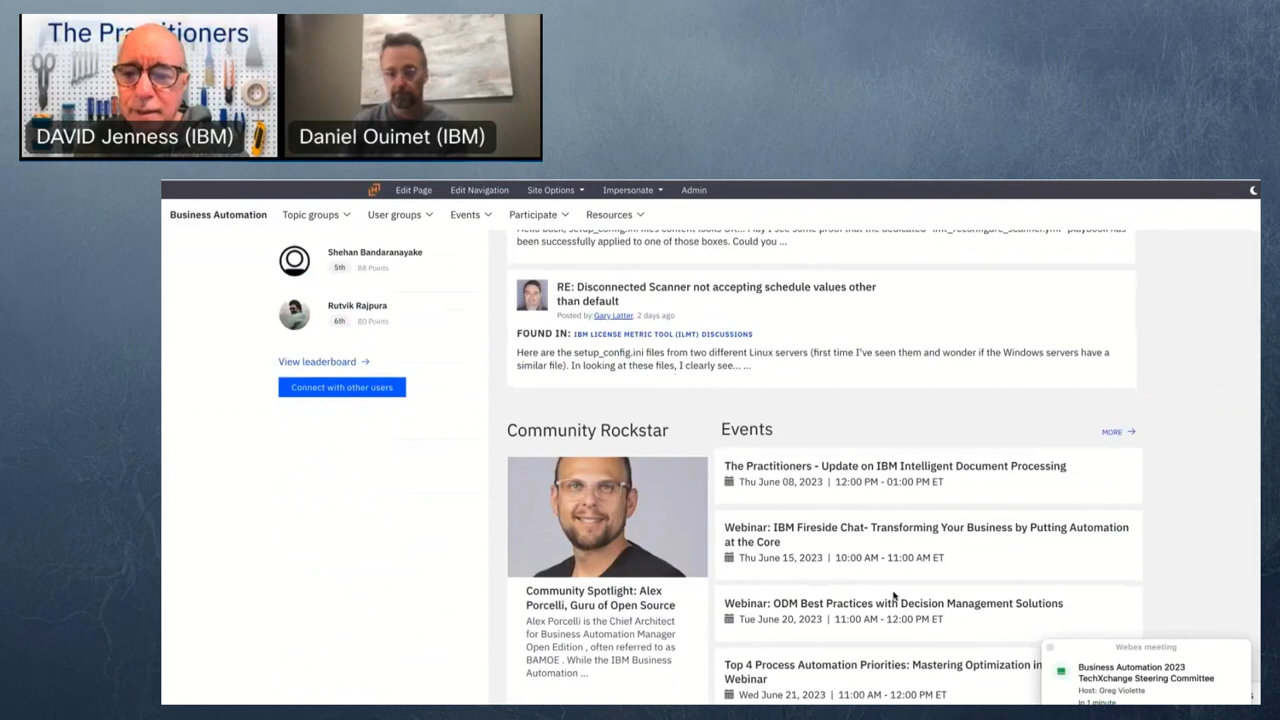 The Practitioners
DAVID Jenness (IBM)
Daniel Ouimet (IBM)
Edit Page
Edit Navigation
Site Options
Impersonate
Admin
Business Automation
Topic groups
User groups
Events
Participate
Resources
Shehan Bandaranayake
5th 88 Points
Rutvik Rajpura
6th 80 Points
View leaderboard →
Connect with other users
been successfully applied to one of those boxes. Could you ...
RE: Disconnected Scanner not accepting schedule values other
than default
Posted by: Gary Latter, 2 days ago
FOUND IN: IBM LICENSE METRIC TOOL (ILMT) DISCUSSIONS
Here are the setup_config.ini files from two different Linux servers (first time I've seen them and wonder if the Windows servers have a
similar file). In looking at these files, I clearly see... ...
Community Rockstar
Community Spotlight: Alex
Porcelli, Guru of Open Source
Alex Porcelli is the Chief Architect
for Business Automation Manager
Open Edition , often referred to as
BAMOE . While the IBM Business
Automation ...
Events
MORE →
The Practitioners - Update on IBM Intelligent Document Processing
Thu June 08, 2023 | 12:00 PM - 01:00 PM ET
Webinar: IBM Fireside Chat- Transforming Your Business by Putting Automation
at the Core
Thu June 15, 2023 | 10:00 AM - 11:00 AM ET
Webinar: ODM Best Practices with Decision Management Solutions
Tue June 20, 2023 | 11:00 AM - 12:00 PM ET
Top 4 Process Automation Priorities: Mastering Optimization in
Webinar
Wed June 21, 2023 | 11:00 AM - 12:00 PM ET
Webex meeting
Business Automation 2023
TechXchange Steering Committee
Host: Greg Violette
In 1 minute